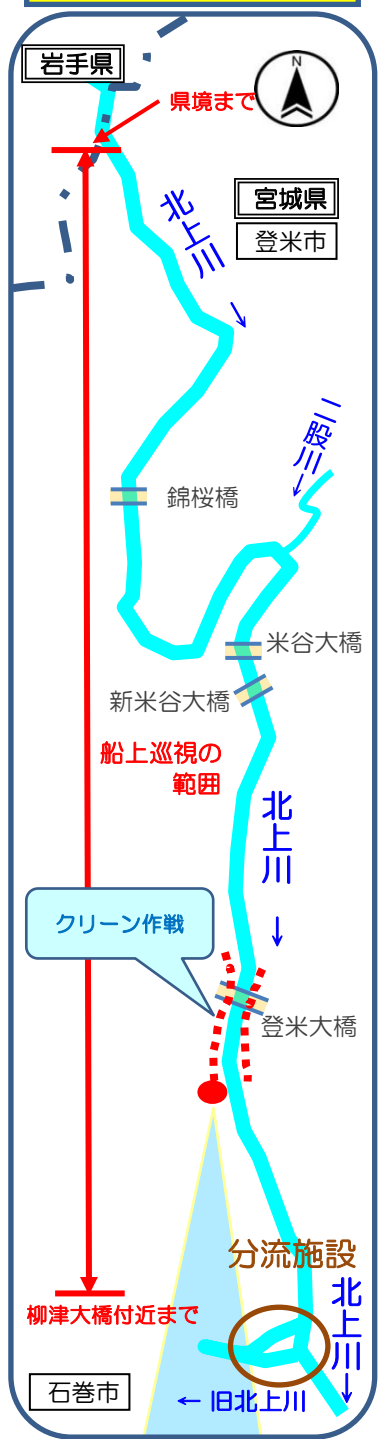 岩手県
N
県境まで
宮城県
登米市
北上川
→
二股川
←
錦桜橋
米谷大橋
新米谷大橋
船上巡視の
範囲
北上川
↓
クリーン作戦
登米大橋
分流施設
柳津大橋付近まで
北上川
↓
石巻市
← 旧北上川